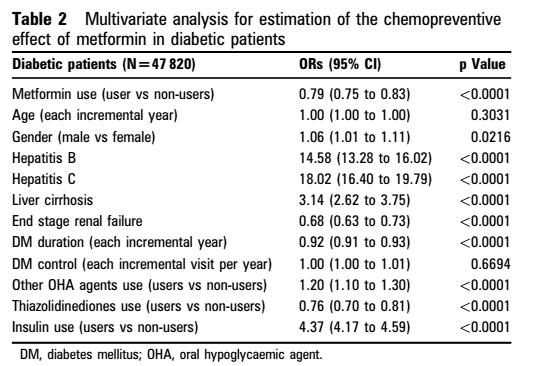 Table 2 Multivariate analysis for estimation of the chemopreventive
effect of metformin in diabetic patients
Diabetic patients (N=47 820) ORs (95% CI) p Value
Metformin use (user vs non-users) 0.79 (0.75 to 0.83) <0.0001
Age (each incremental year) 1.00 (1.00 to 1.00) 0.3031
Gender (male vs female) 1.06 (1.01 to 1.11) 0.0216
Hepatitis B 14.58 (13.28 to 16.02) <0.0001
Hepatitis C 18.02 (16.40 to 19.79) <0.0001
Liver cirrhosis 3.14 (2.62 to 3.75) <0.0001
End stage renal failure 0.68 (0.63 to 0.73) <0.0001
DM duration (each incremental year) 0.92 (0.91 to 0.93) <0.0001
DM control (each incremental visit per year) 1.00 (1.00 to 1.01) 0.6694
Other OHA agents use (users vs non-users) 1.20 (1.10 to 1.30) <0.0001
Thiazolidinediones use (users vs non-users) 0.76 (0.70 to 0.81) <0.0001
Insulin use (users vs non-users) 4.37 (4.17 to 4.59) <0.0001
DM, diabetes mellitus; OHA, oral hypoglycaemic agent.